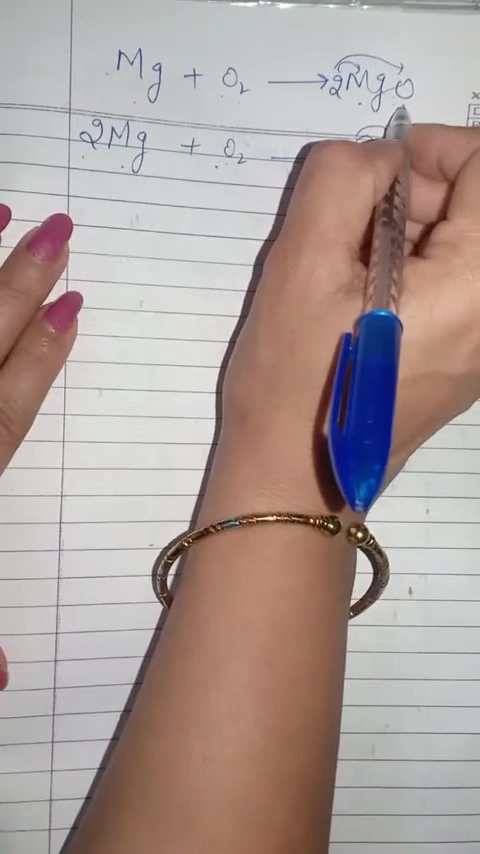 Mg + O₂ → 2MgO
2Mg + O₂ —